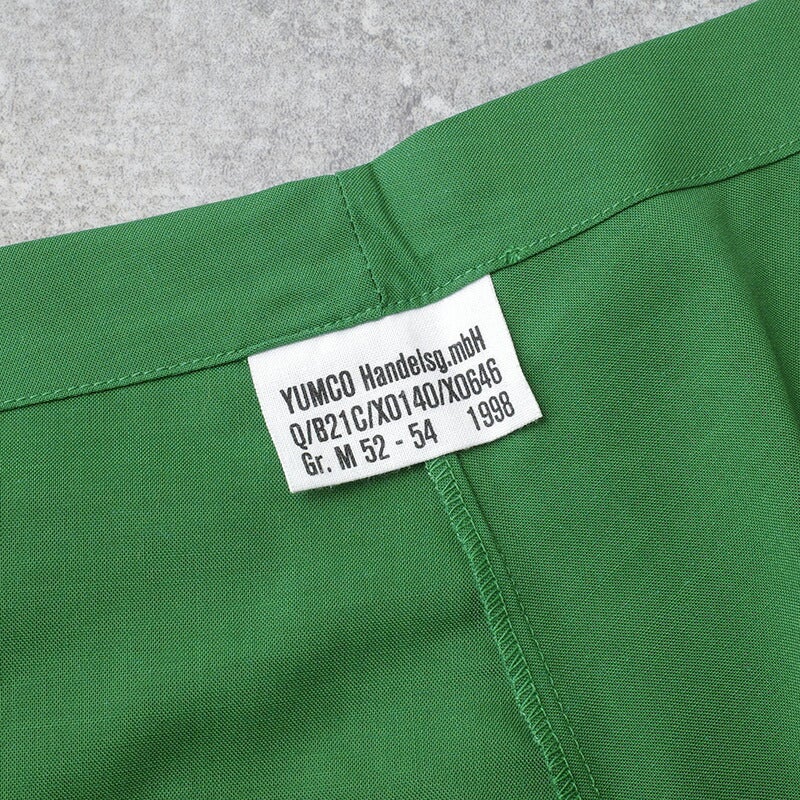 YUMCO Handelsg.mbH
Q/B21C/X0140/X0646
Gr. M 52 - 54 1998